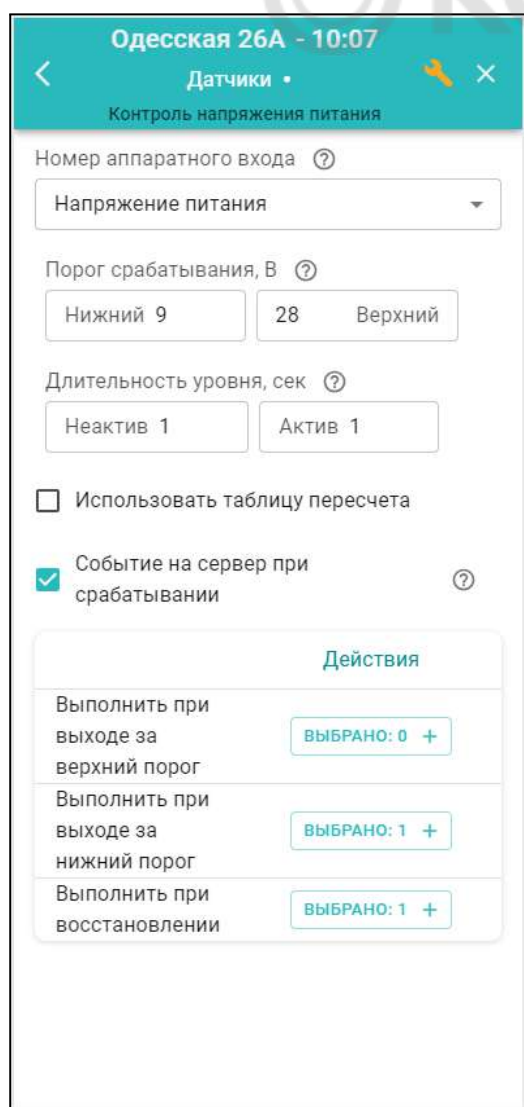 Одесская 26А - 10:07
Датчики •
Контроль напряжения питания
Номер аппаратного входа ?
Напряжение питания
Порог срабатывания, В ?
Нижний 9 28 Верхний
Длительность уровня, сек ?
Неактив 1 Актив 1
Использовать таблицу пересчета
Событие на сервер при
срабатывании ?
Действия
Выполнить при
выходе за
верхний порог
ВЫБРАНО: 0 +
Выполнить при
выходе за
нижний порог
ВЫБРАНО: 1 +
Выполнить при
восстановлении
ВЫБРАНО: 1 +